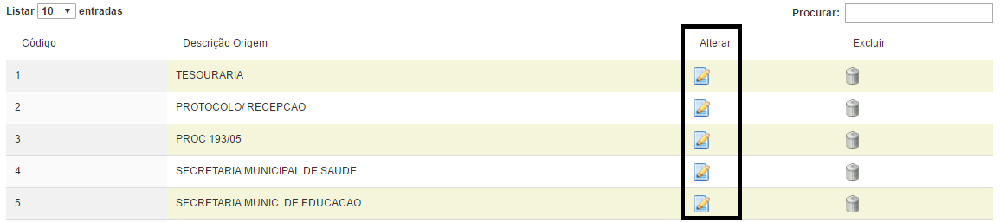 Listar 10 entradas Procurar:
Código Descrição Origem Alterar Excluir
1 TESOURARIA
2 PROTOCOLO/ RECEPCAO
3 PROC 193/05
4 SECRETARIA MUNICIPAL DE SAUDE
5 SECRETARIA MUNIC. DE EDUCACAO